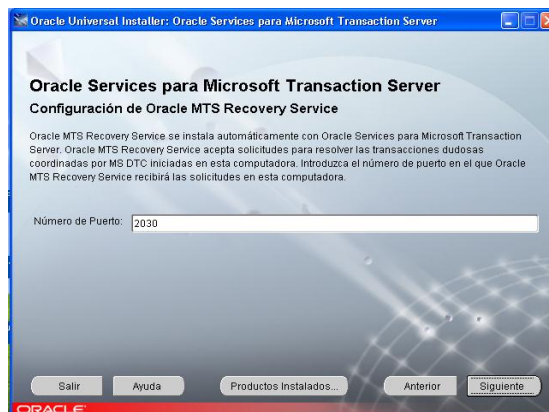 Oracle Universal Installer: Oracle Services para Microsoft Transaction Server
Oracle Services para Microsoft Transaction Server
Configuración de Oracle MTS Recovery Service
Oracle MTS Recovery Service se instala automáticamente con Oracle Services para Microsoft Transaction
Server. Oracle MTS Recovery Service acepta solicitudes para resolver las transacciones dudosas
coordinadas por MS DTC iniciadas en esta computadora. Introduzca el número de puerto en el que Oracle
MTS Recovery Service recibirá las solicitudes en esta computadora.
Número de Puerto: 2030
Salir Ayuda Productos Instalados... Anterior Siguiente
ORACLE